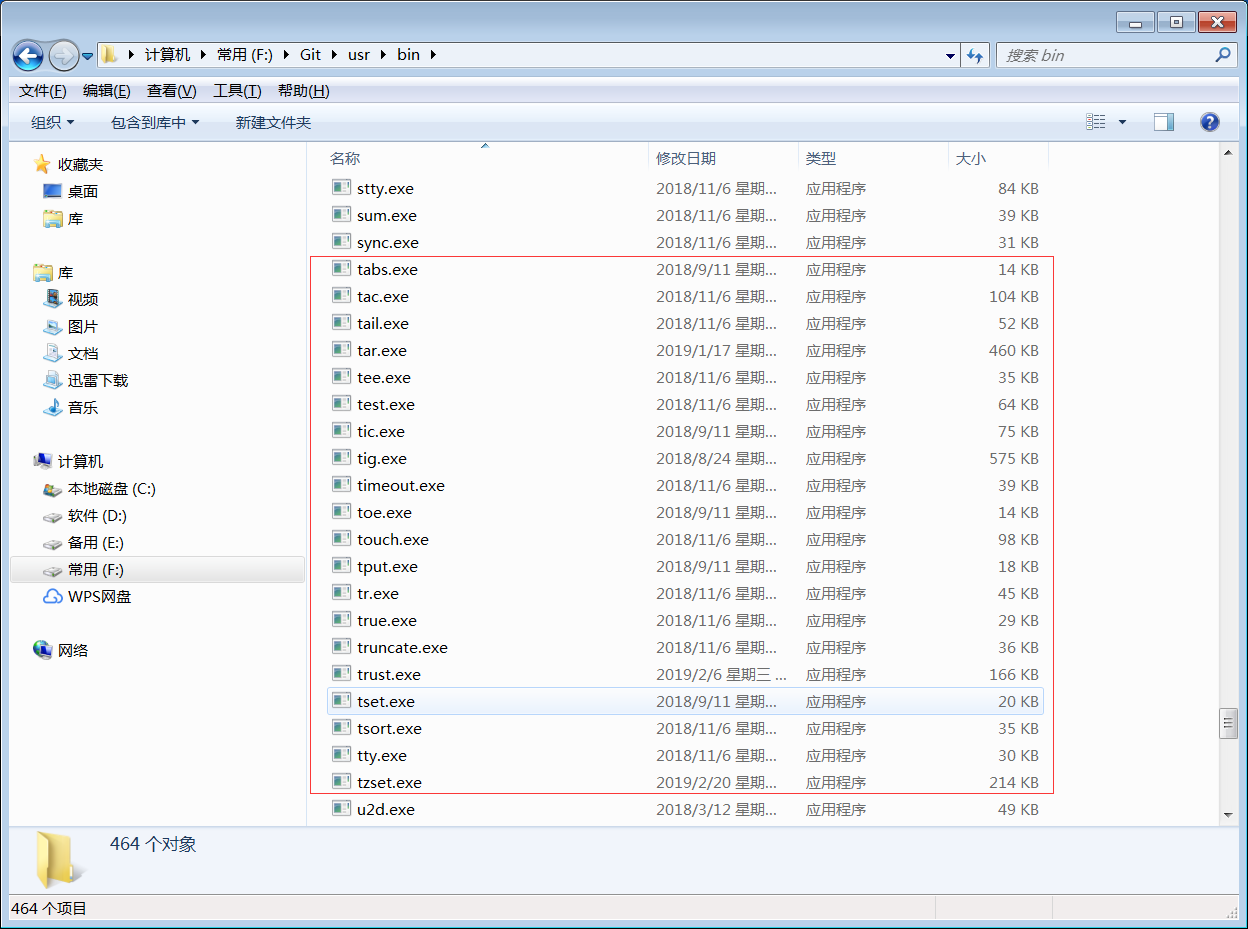 计算机 常用 (F:) Git usr bin
搜索 bin
文件(F) 编辑(E) 查看(V) 工具(T) 帮助(H)
组织 包含到库中 新建文件夹
收藏夹
桌面
库
库
视频
图片
文档
迅雷下载
音乐
计算机
本地磁盘 (C:)
软件 (D:)
备用 (E:)
常用 (F:)
WPS网盘
网络
名称 修改日期 类型 大小
stty.exe 2018/11/6 星期... 应用程序 84 KB
sum.exe 2018/11/6 星期... 应用程序 39 KB
sync.exe 2018/11/6 星期... 应用程序 31 KB
tabs.exe 2018/9/11 星期... 应用程序 14 KB
tac.exe 2018/11/6 星期... 应用程序 104 KB
tail.exe 2018/11/6 星期... 应用程序 52 KB
tar.exe 2019/1/17 星期... 应用程序 460 KB
tee.exe 2018/11/6 星期... 应用程序 35 KB
test.exe 2018/11/6 星期... 应用程序 64 KB
tic.exe 2018/9/11 星期... 应用程序 75 KB
tig.exe 2018/8/24 星期... 应用程序 575 KB
timeout.exe 2018/11/6 星期... 应用程序 39 KB
toe.exe 2018/9/11 星期... 应用程序 14 KB
touch.exe 2018/11/6 星期... 应用程序 98 KB
tput.exe 2018/9/11 星期... 应用程序 18 KB
tr.exe 2018/11/6 星期... 应用程序 45 KB
true.exe 2018/11/6 星期... 应用程序 29 KB
truncate.exe 2018/11/6 星期... 应用程序 36 KB
trust.exe 2019/2/6 星期三 ... 应用程序 166 KB
tset.exe 2018/9/11 星期... 应用程序 20 KB
tsort.exe 2018/11/6 星期... 应用程序 35 KB
tty.exe 2018/11/6 星期... 应用程序 30 KB
tzset.exe 2019/2/20 星期... 应用程序 214 KB
u2d.exe 2018/3/12 星期... 应用程序 49 KB
464 个对象
464 个项目